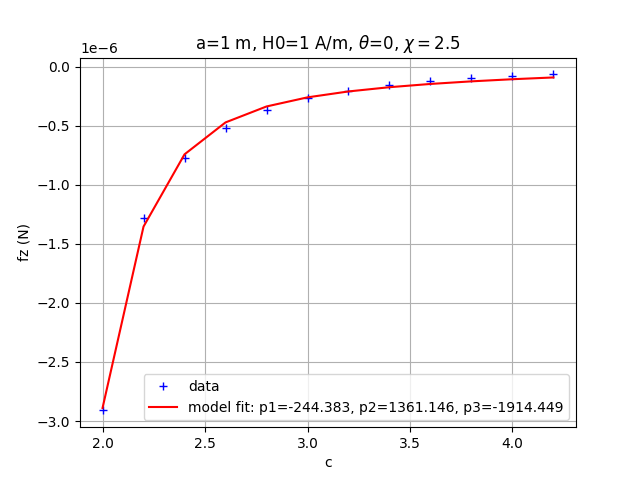 a=1 m, H0=1 A/m, θ=0, χ = 2.5
1e−6
0.0
−0.5
−1.0
−1.5
−2.0
−2.5
−3.0
fz (N)
data
model fit: p1=-244.383, p2=1361.146, p3=-1914.449
2.0 2.5 3.0 3.5 4.0
c